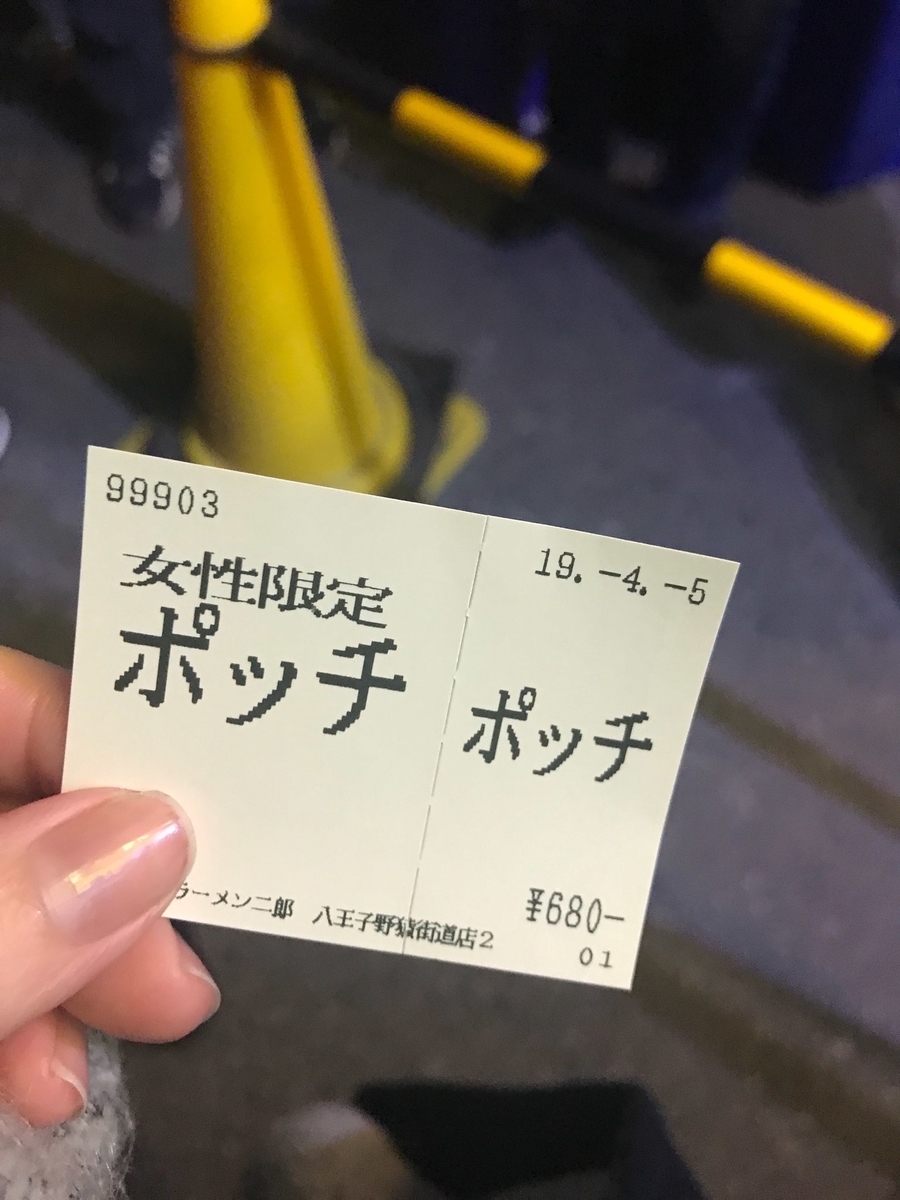 99903
女性限定
ポッチ
ラーメン二郎 八王子野猿街道店2
19.-4.-5
ポッチ
¥680-
01